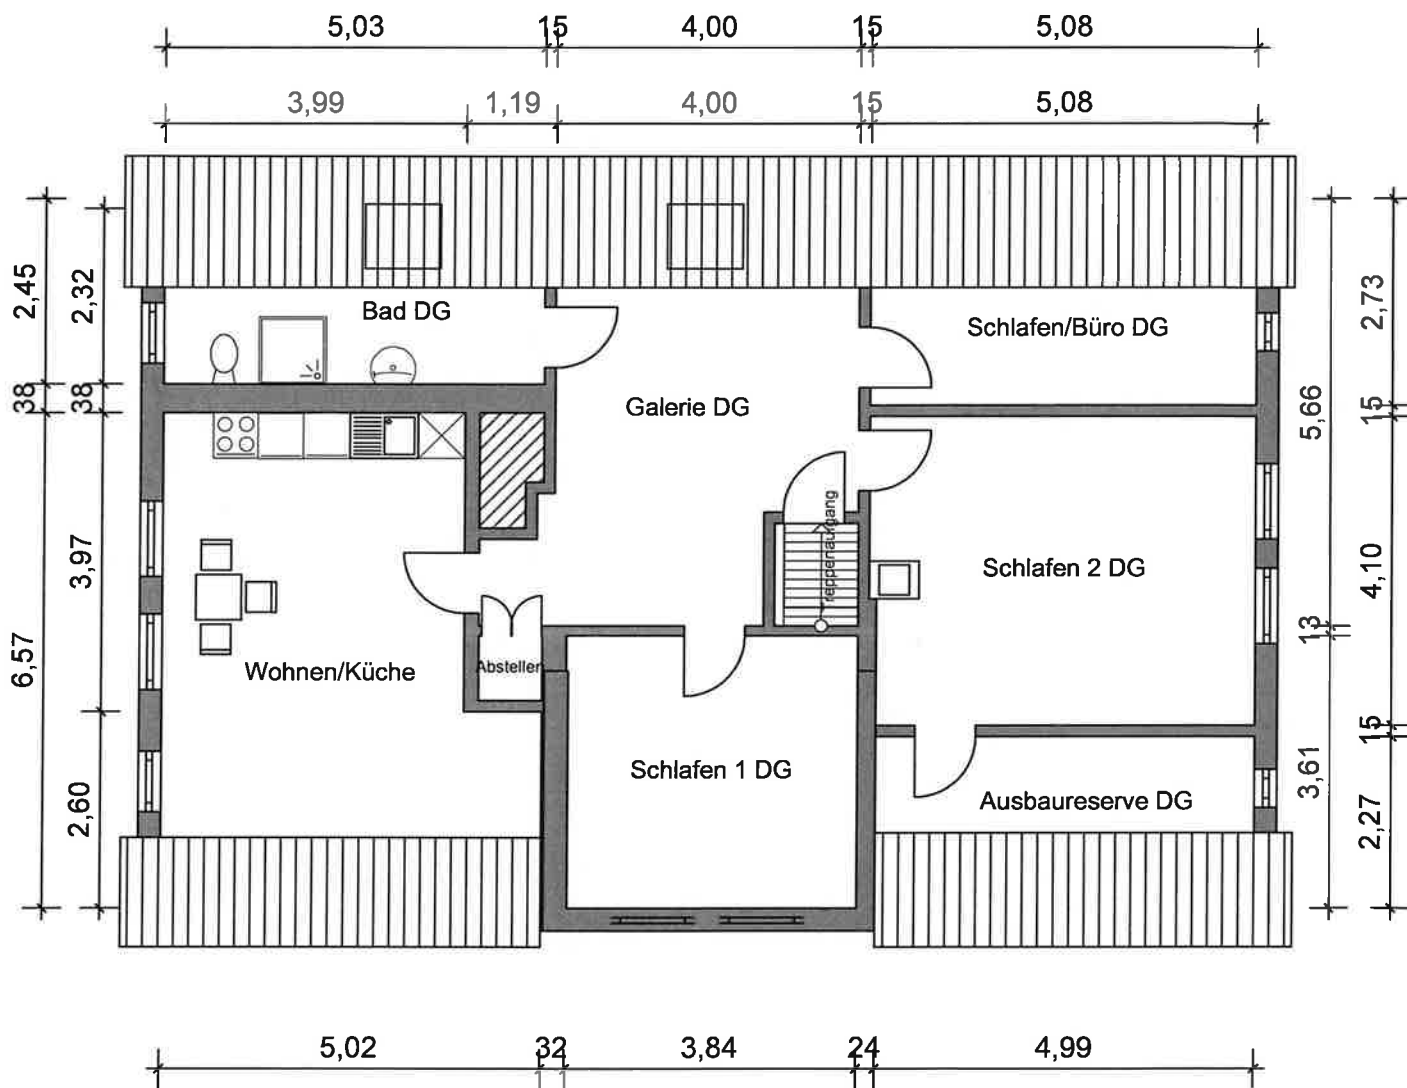 5,03 15 4,00 15 5,08
3,99 1,19 4,00 15 5,08
2,45
38
6,57
2,32
38
3,97
2,60
Bad DG
Galerie DG
Schlafen/Büro DG
Treppenaufgang
Schlafen 2 DG
Wohnen/Küche
Absteller
Schlafen 1 DG
Ausbaureserve DG
5,66
13
3,61
2,73
15
4,10
15
2,27
5,02 32 3,84 24 4,99